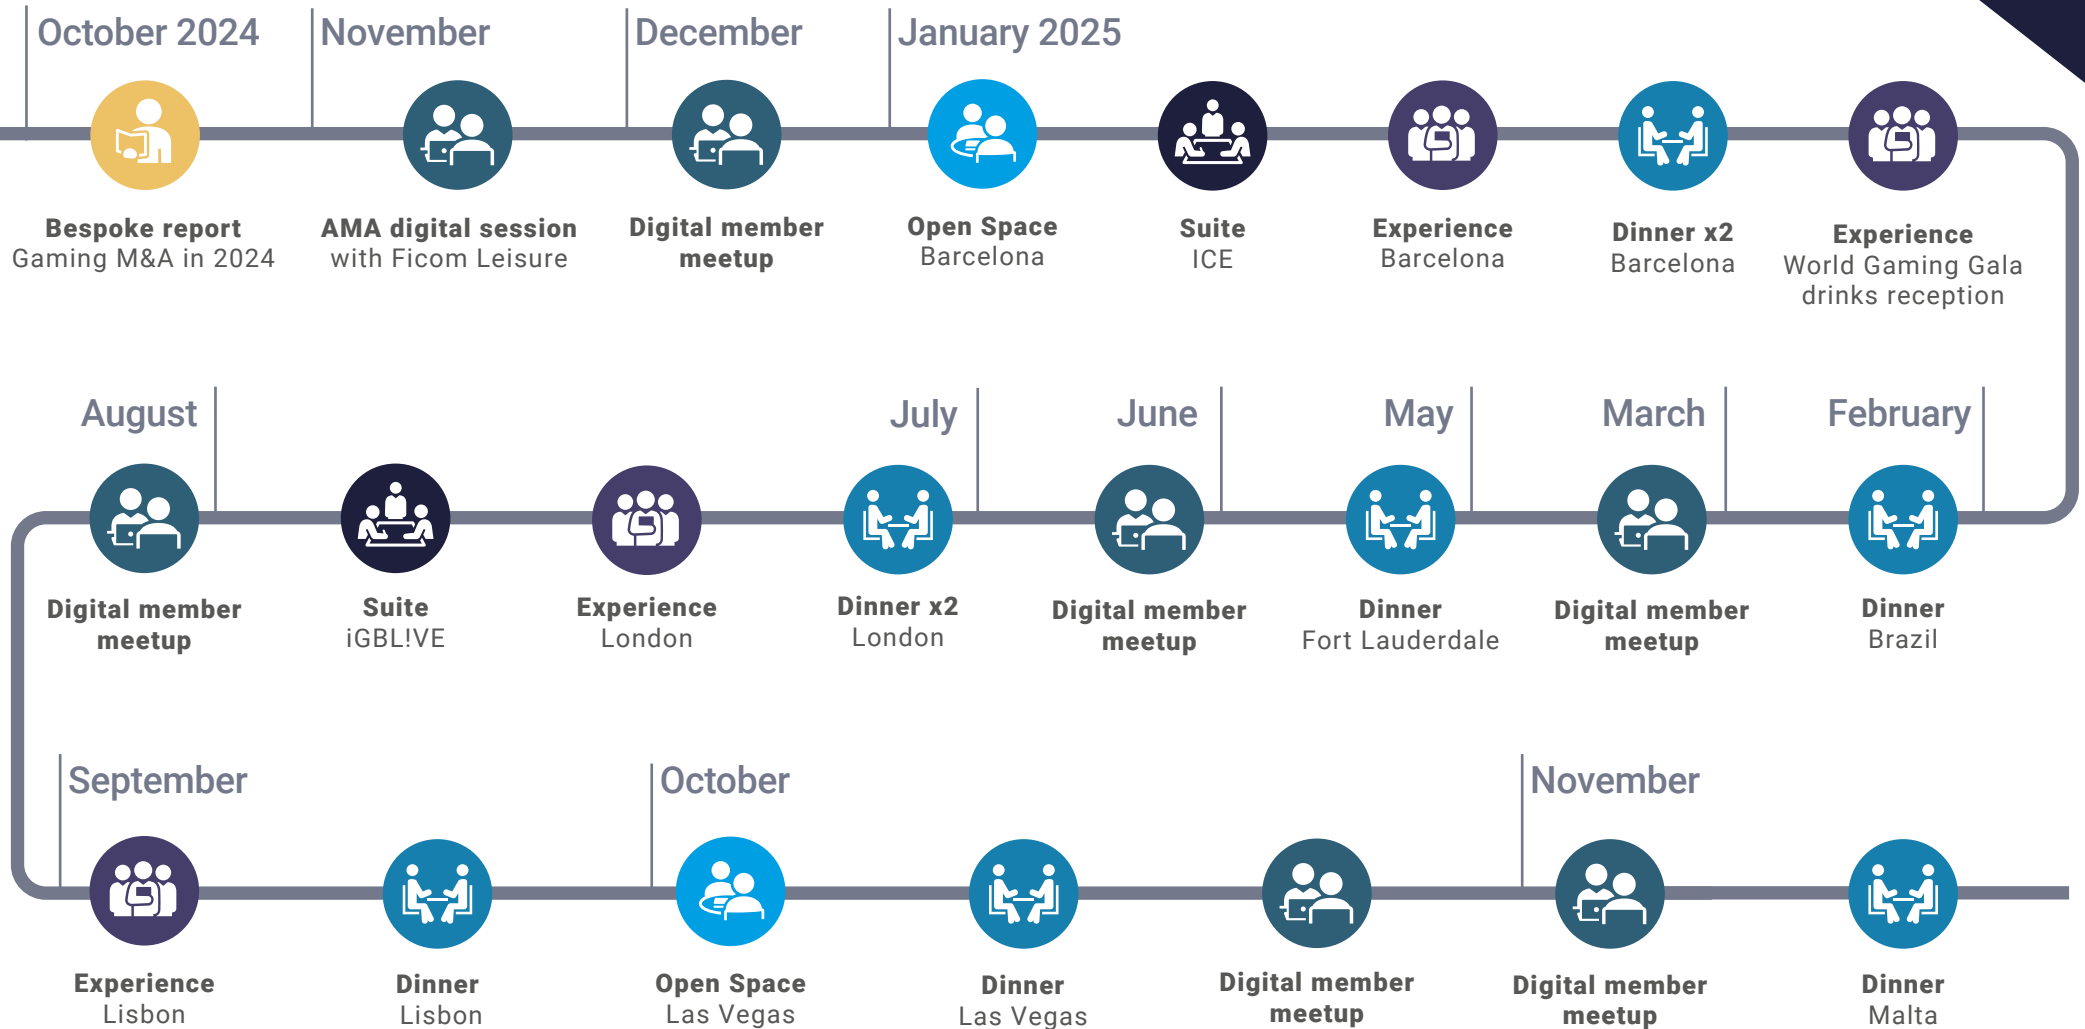 October 2024
November
December
January 2025
Bespoke report
Gaming M&A in 2024
AMA digital session
with Ficom Leisure
Digital member
meetup
Open Space
Barcelona
Suite
ICE
Experience
Barcelona
Dinner x2
Barcelona
Experience
World Gaming Gala
drinks reception
August
July
June
May
March
February
Digital member
meetup
Suite
iGBL!VE
Experience
London
Dinner x2
London
Digital member
meetup
Dinner
Fort Lauderdale
Digital member
meetup
Dinner
Brazil
September
October
November
Experience
Lisbon
Dinner
Lisbon
Open Space
Las Vegas
Dinner
Las Vegas
Digital member
meetup
Digital member
meetup
Dinner
Malta